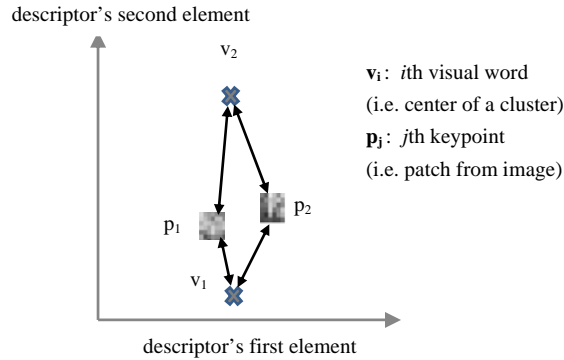 descriptor's second element
v2
vi : ith visual word
(i.e. center of a cluster)
pj : jth keypoint
(i.e. patch from image)
p1
p2
v1
descriptor's first element